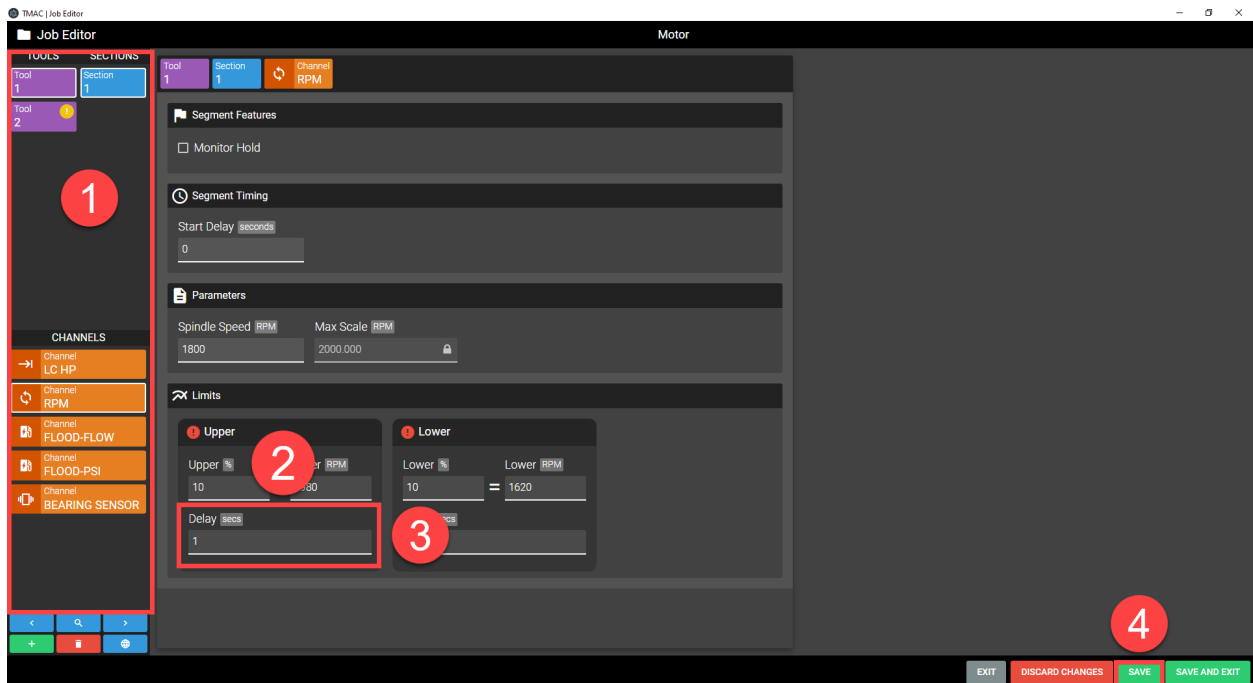 TMAC | Job Editor
Job Editor
Motor
TOOLS SECTIONS
Tool
1
Section
1
Tool
2
!
1
CHANNELS
Channel
LC HP
Channel
RPM
Channel
FLOOD-FLOW
Channel
FLOOD-PSI
Channel
BEARING SENSOR
Tool
1
Section
1
Channel
RPM
Segment Features
Monitor Hold
Segment Timing
Start Delay seconds
0
Parameters
Spindle Speed RPM
Max Scale RPM
1800
2000.000
Limits
Upper
Upper %
RPM
10
2
Delay secs
1
Lower
Lower %
Lower RPM
10 = 1620
3
4
EXIT
DISCARD CHANGES
SAVE
SAVE AND EXIT